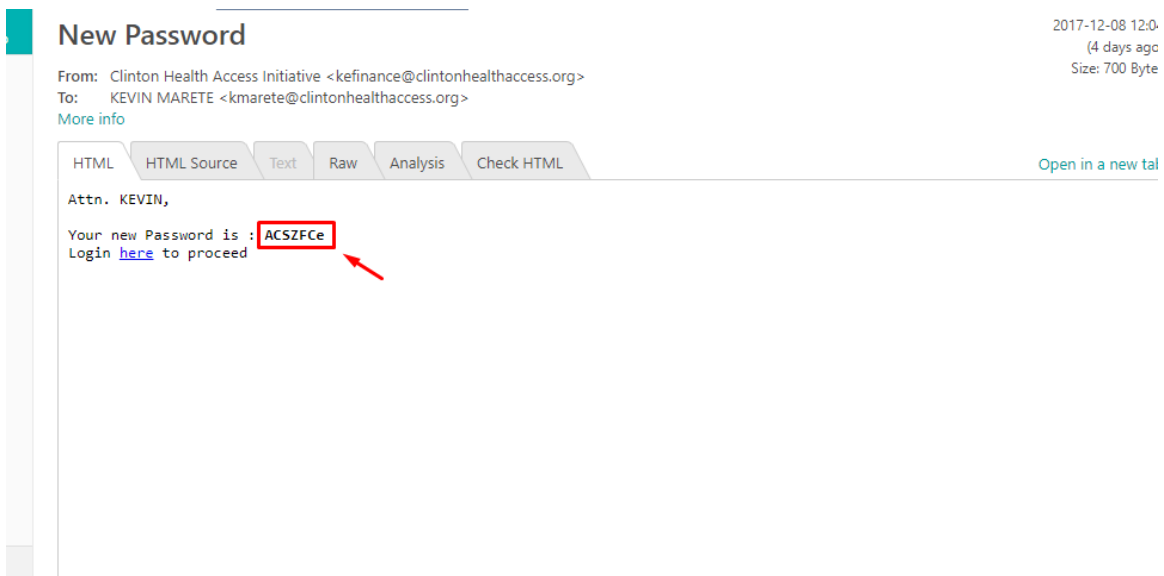 New Password
2017-12-08 12:04
(4 days ago
Size: 700 Byte
From: Clinton Health Access Initiative <kefinance@clintonhealthaccess.org>
To: KEVIN MARETE <kmarete@clintonhealthaccess.org>
More info
HTML HTML Source Text Raw Analysis Check HTML
Open in a new tab
Attn. KEVIN,
Your new Password is : ACSZFCe
Login here to proceed